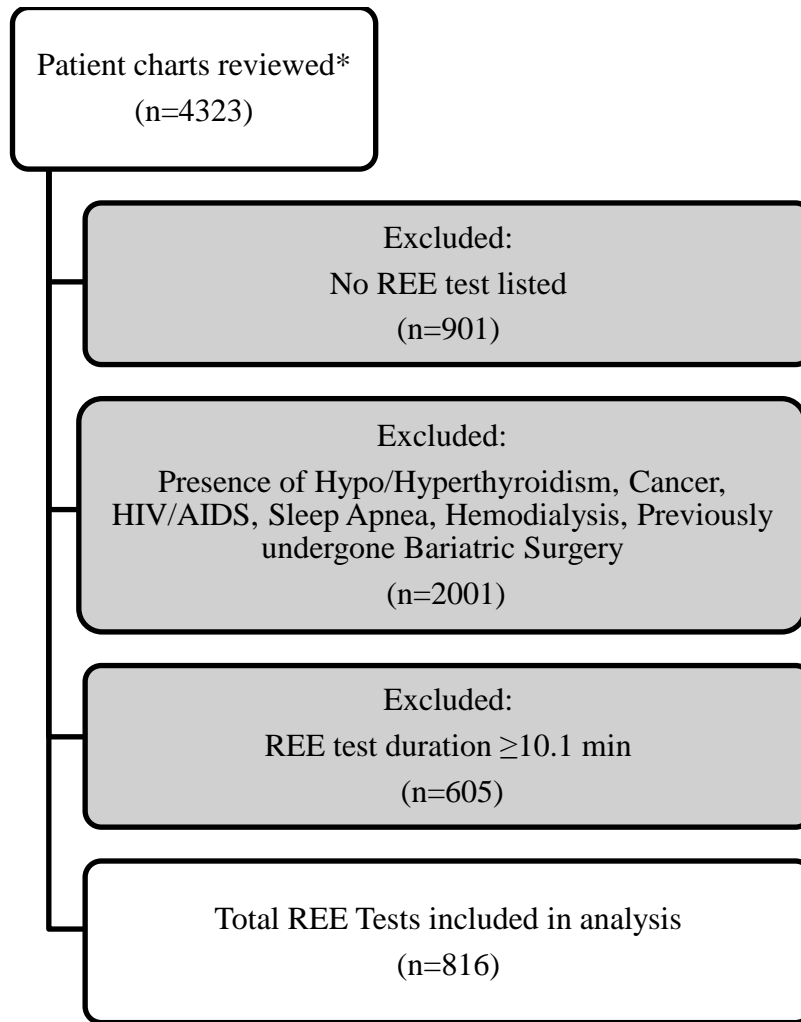 Patient charts reviewed*
(n=4323)
Excluded:
No REE test listed
(n=901)
Excluded:
Presence of Hypo/Hyperthyroidism, Cancer,
HIV/AIDS, Sleep Apnea, Hemodialysis, Previously
undergone Bariatric Surgery
(n=2001)
Excluded:
REE test duration ≥10.1 min
(n=605)
Total REE Tests included in analysis
(n=816)